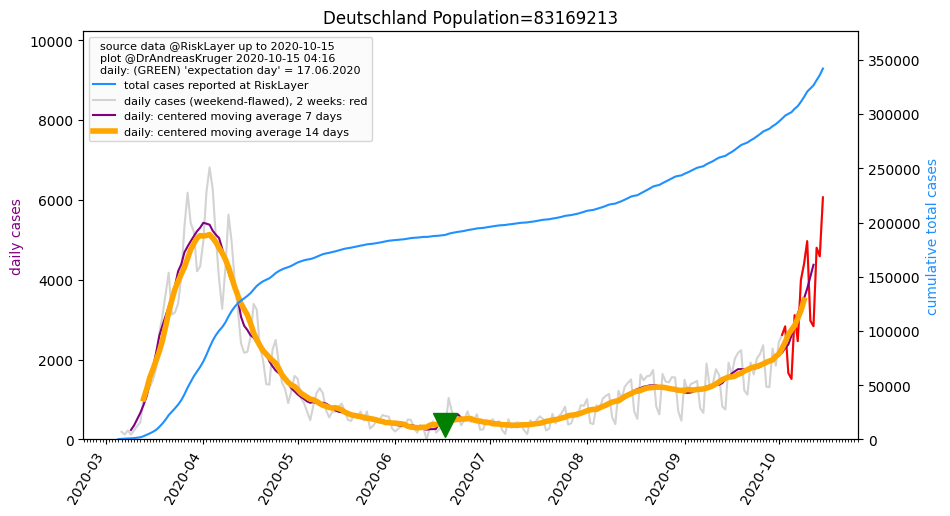 Deutschland Population=83169213
source data @RiskLayer up to 2020-10-15
plot @DrAndreasKruger 2020-10-15 04:16
daily: (GREEN) 'expectation day' = 17.06.2020
total cases reported at RiskLayer
daily cases (weekend-flawed), 2 weeks: red
daily: centered moving average 7 days
daily: centered moving average 14 days
daily cases
10000
8000
6000
4000
2000
0
350000
300000
250000
200000
150000
100000
50000
0
cumulative total cases
2020-03
2020-04
2020-05
2020-06
2020-07
2020-08
2020-09
2020-10